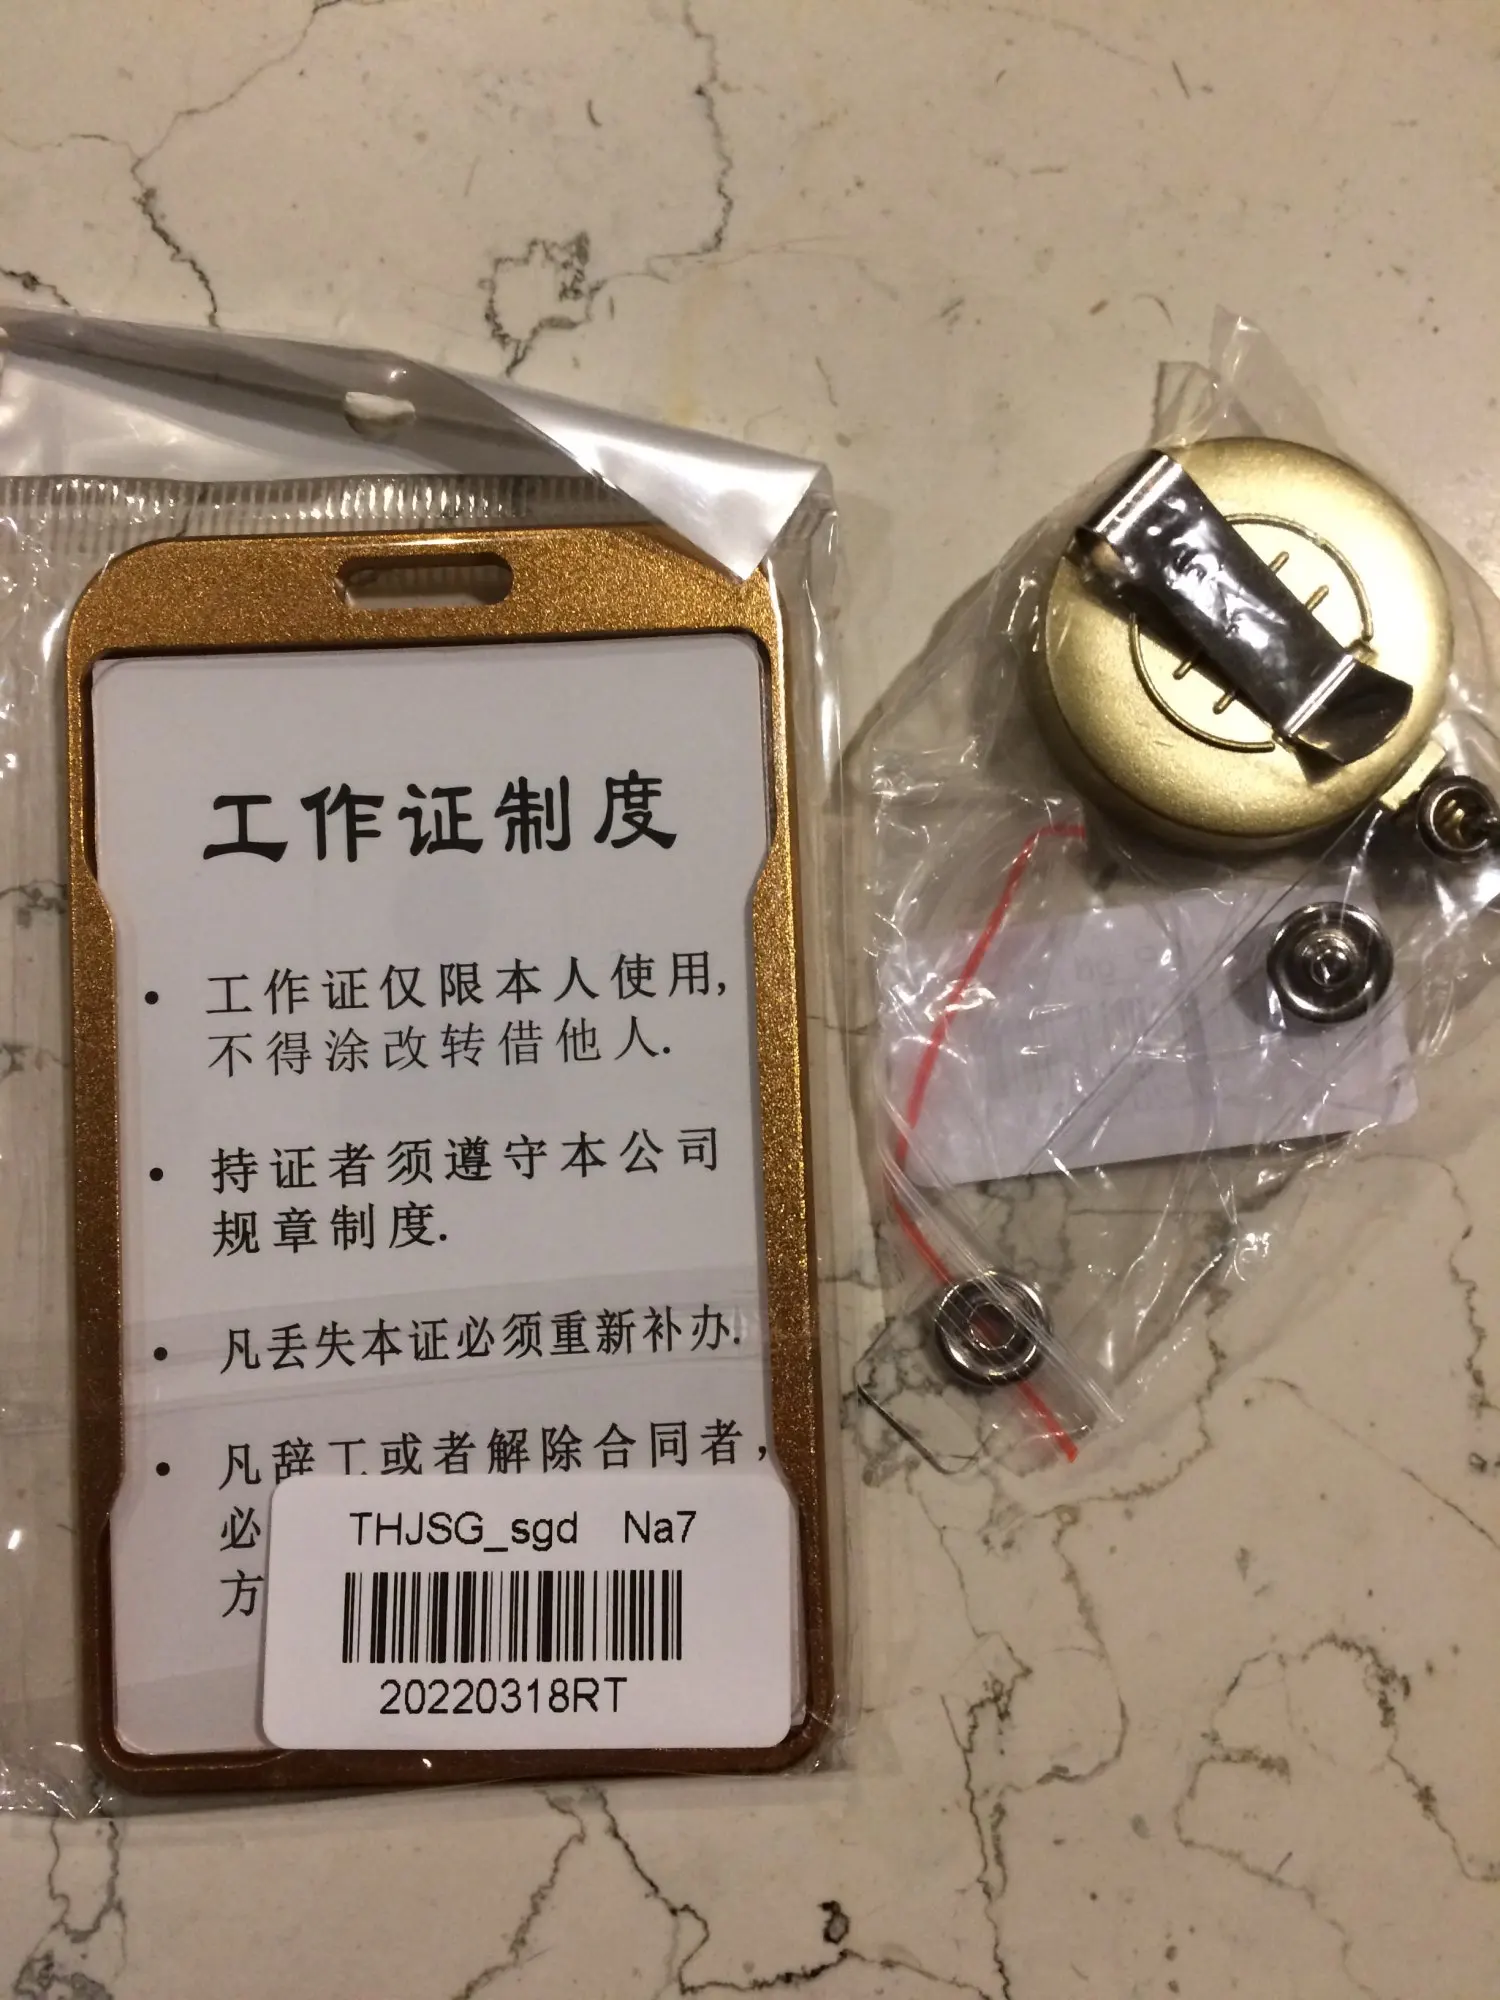 工作证制度
• 工作证仅限本人使用,
不得涂改转借他人.
• 持证者须遵守本公司
规章制度.
• 凡丢失本证必须重新补办.
• 凡辞工或者解除合同者,
必
方
THJSG_sgd Na7
20220318RT